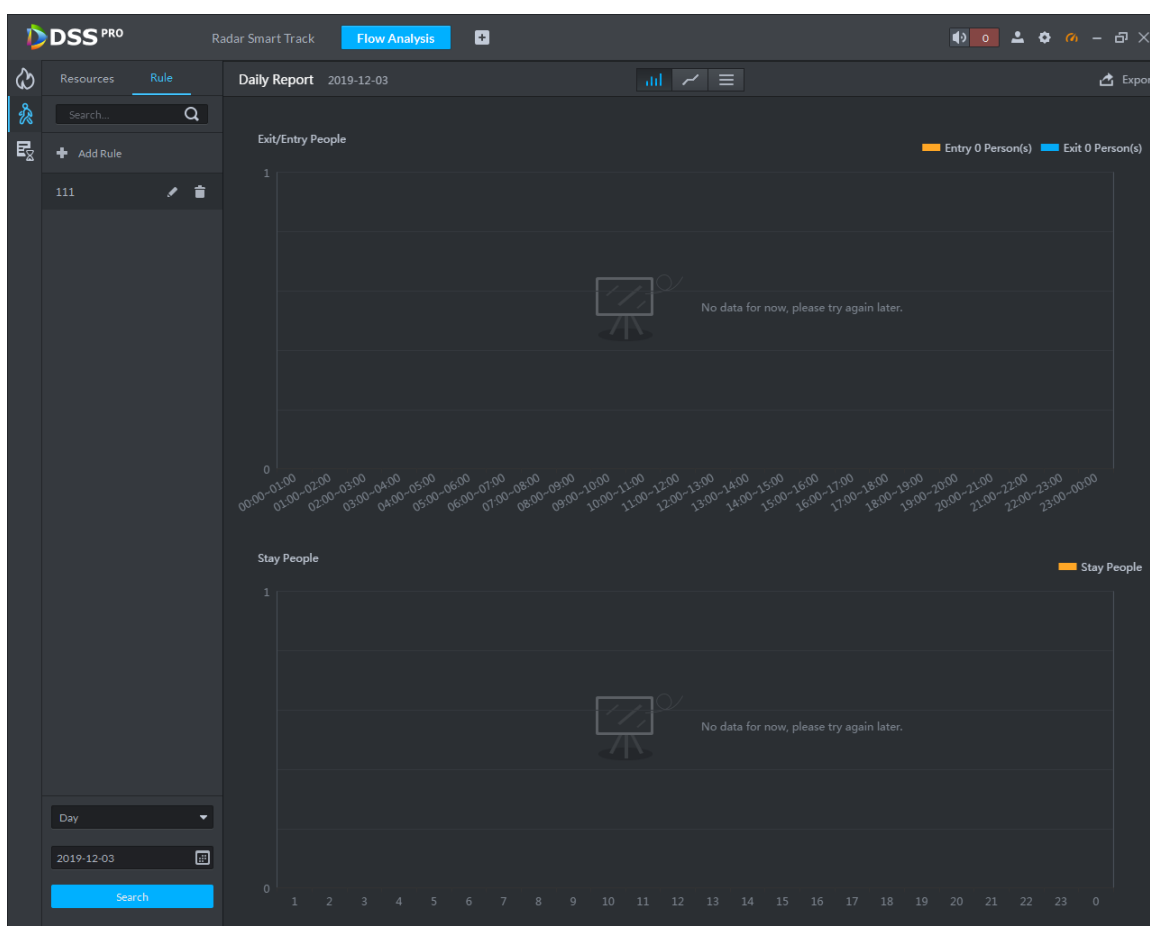 DSS PRO
Radar Smart Track
Flow Analysis
0
Resources
Rule
Daily Report 2019-12-03
Expor
Search...
Add Rule
111
Exit/Entry People
Entry 0 Person(s) Exit 0 Person(s)
1
No data for now, please try again later.
0
00:00~01:00 01:00~02:00 02:00~03:00 03:00~04:00 04:00~05:00 05:00~06:00 06:00~07:00 07:00~08:00 08:00~09:00 09:00~10:00 10:00~11:00 11:00~12:00 12:00~13:00 13:00~14:00 14:00~15:00 15:00~16:00 16:00~17:00 17:00~18:00 18:00~19:00 19:00~20:00 20:00~21:00 21:00~22:00 22:00~23:00 23:00~00:00
Stay People
Stay People
1
No data for now, please try again later.
0
1 2 3 4 5 6 7 8 9 10 11 12 13 14 15 16 17 18 19 20 21 22 23 0
Day
2019-12-03
Search